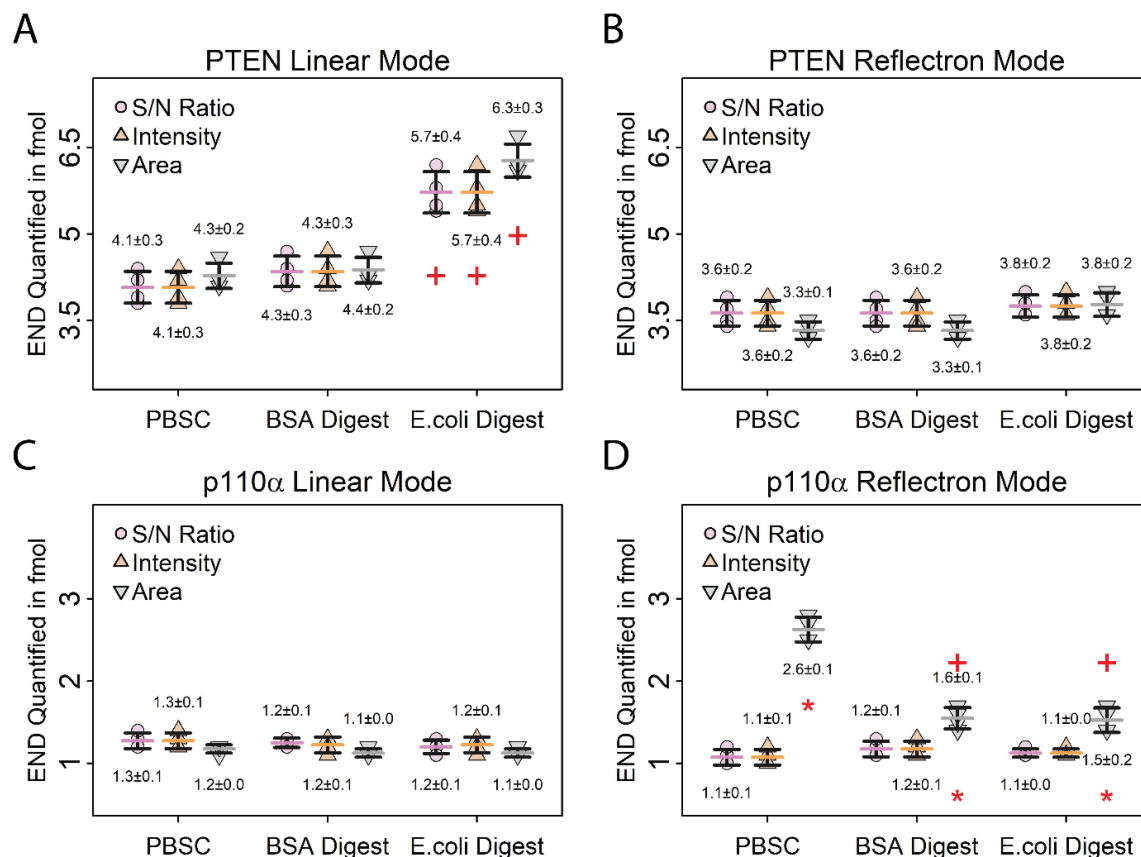 A
PTEN Linear Mode
END Quantified in fmol
6.5
5
3.5
S/N Ratio
Intensity
Area
4.1±0.3
4.3±0.2
4.1±0.3
4.3±0.3
4.3±0.3
4.4±0.2
5.7±0.4
6.3±0.3
5.7±0.4
+
+
+
PBSC
BSA Digest
E.coli Digest
B
PTEN Reflectron Mode
END Quantified in fmol
6.5
5
3.5
S/N Ratio
Intensity
Area
3.6±0.2
3.3±0.1
3.6±0.2
3.6±0.2
3.6±0.2
3.3±0.1
3.8±0.2
3.8±0.2
3.8±0.2
PBSC
BSA Digest
E.coli Digest
C
p110α Linear Mode
END Quantified in fmol
3
2
1
S/N Ratio
Intensity
Area
1.3±0.1
1.3±0.1
1.2±0.0
1.2±0.1
1.1±0.0
1.2±0.1
1.2±0.1
1.2±0.1
1.1±0.0
PBSC
BSA Digest
E.coli Digest
D
p110α Reflectron Mode
END Quantified in fmol
3
2
1
S/N Ratio
Intensity
Area
2.6±0.1
*
1.1±0.1
1.1±0.1
+
1.6±0.1
1.2±0.1
1.2±0.1
*
+
1.1±0.0
1.5±0.2
1.1±0.0
*
PBSC
BSA Digest
E.coli Digest